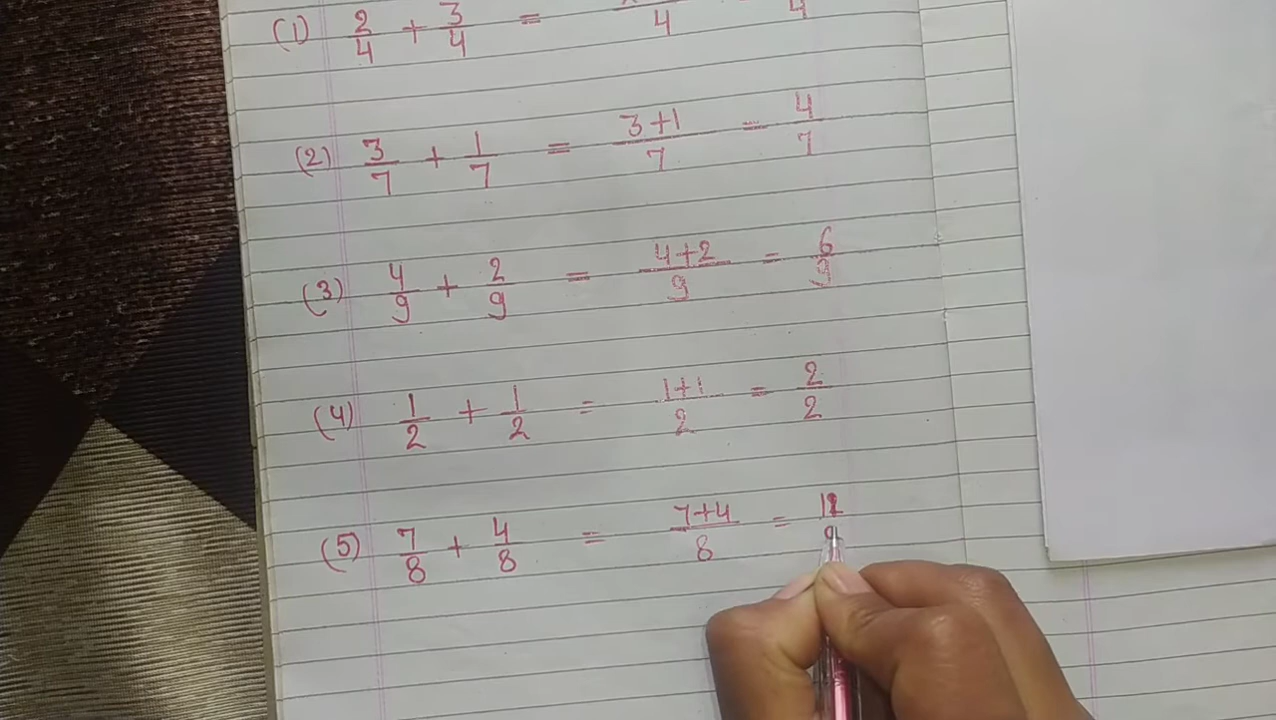 (1) 2/4 + 3/4 = /4 /4
(2) 3/7 + 1/7 = 3+1/7 = 4/7
(3) 4/9 + 2/9 = 4+2/9 = 6/9
(4) 1/2 + 1/2 = 1+1/2 = 2/2
(5) 7/8 + 4/8 = 7+4/8 =